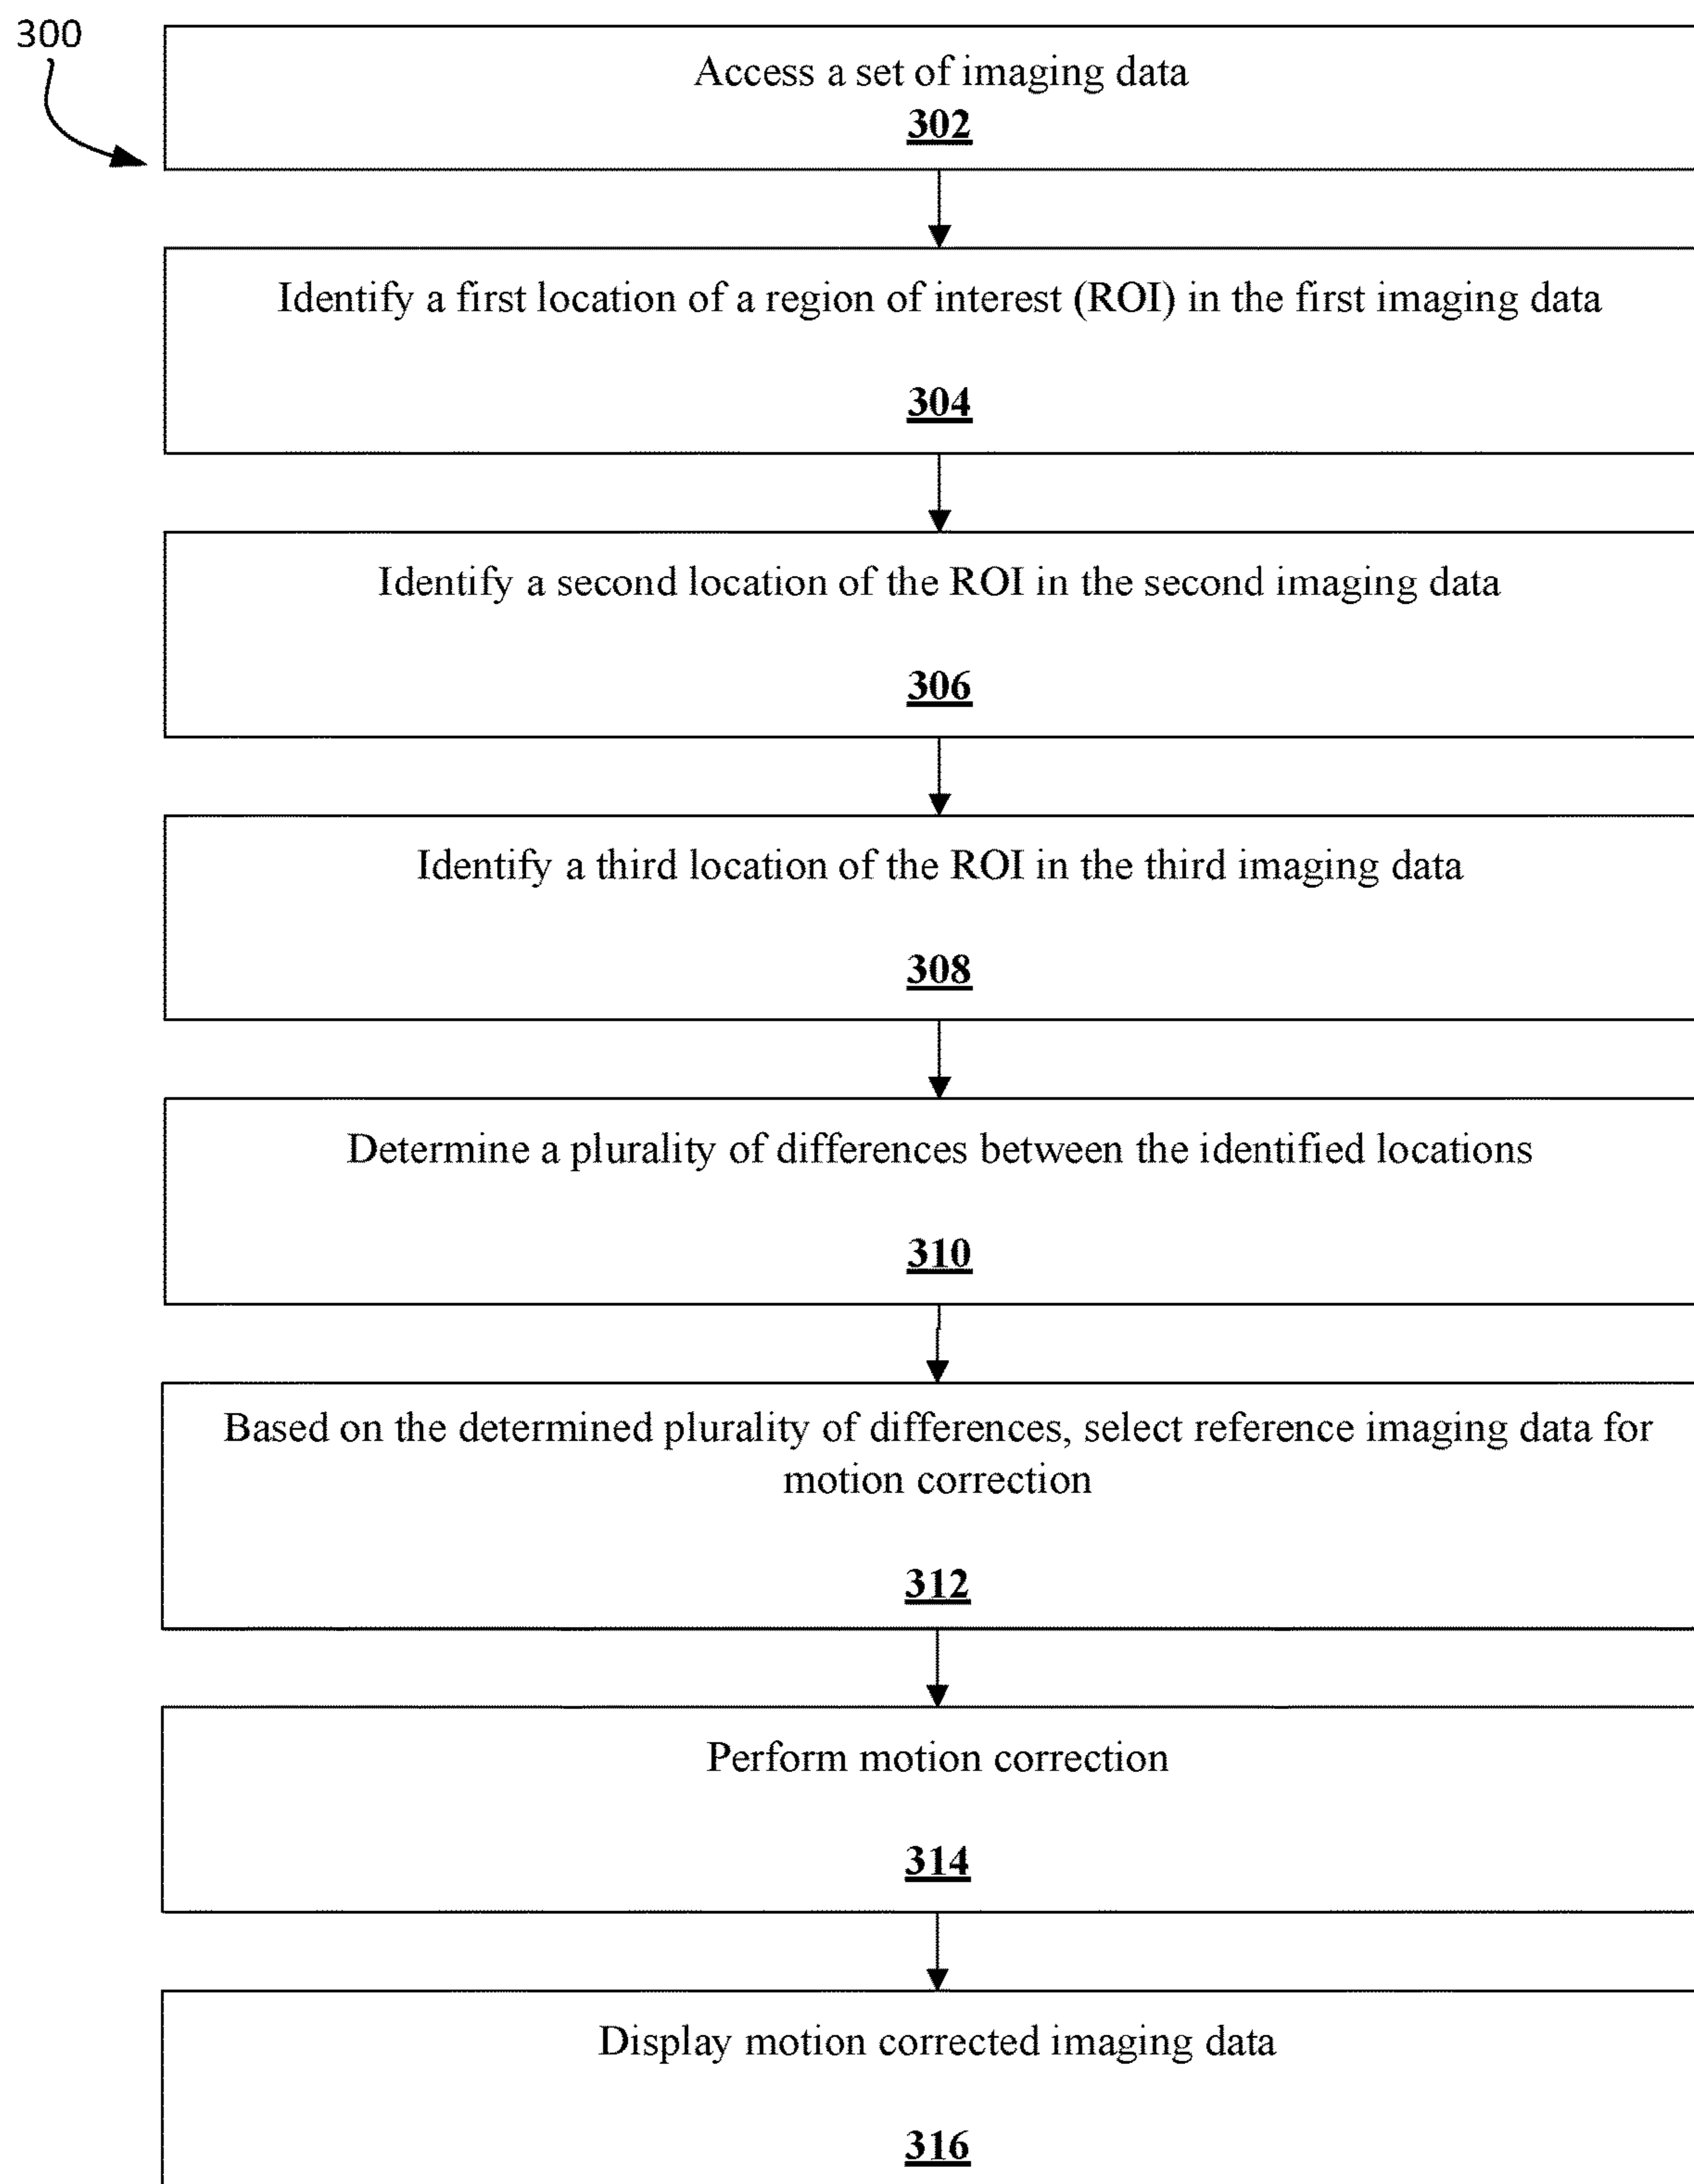 300
Access a set of imaging data
302
Identify a first location of a region of interest (ROI) in the first imaging data
304
Identify a second location of the ROI in the second imaging data
306
Identify a third location of the ROI in the third imaging data
308
Determine a plurality of differences between the identified locations
310
Based on the determined plurality of differences, select reference imaging data for
motion correction
312
Perform motion correction
314
Display motion corrected imaging data
316